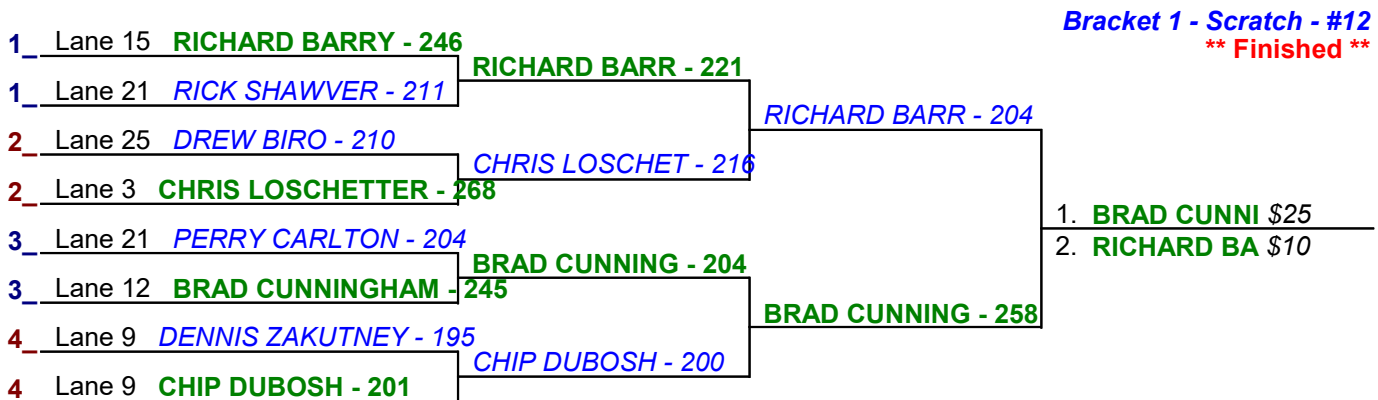 Bracket 1 - Scratch - #12
** Finished **
1_ Lane 15 RICHARD BARRY - 246
1_ Lane 21 RICK SHAWVER - 211
2_ Lane 25 DREW BIRO - 210
2_ Lane 3 CHRIS LOSCHETTER - 268
3_ Lane 21 PERRY CARLTON - 204
3_ Lane 12 BRAD CUNNINGHAM - 245
4_ Lane 9 DENNIS ZAKUTNEY - 195
4 Lane 9 CHIP DUBOSH - 201
RICHARD BARR - 221
CHRIS LOSCHET - 216
BRAD CUNNING - 204
CHIP DUBOSH - 200
RICHARD BARR - 204
BRAD CUNNING - 258
1. BRAD CUNNI $25
2. RICHARD BA $10